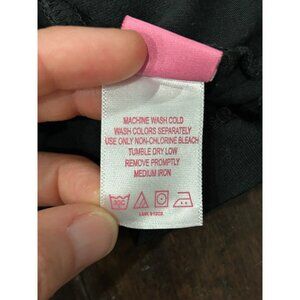 MACHINE WASH COLD
WASH COLORS SEPARATELY
USE ONLY NON-CHLORINE BLEACH
TUMBLE DRY LOW
REMOVE PROMPTLY
MEDIUM IRON